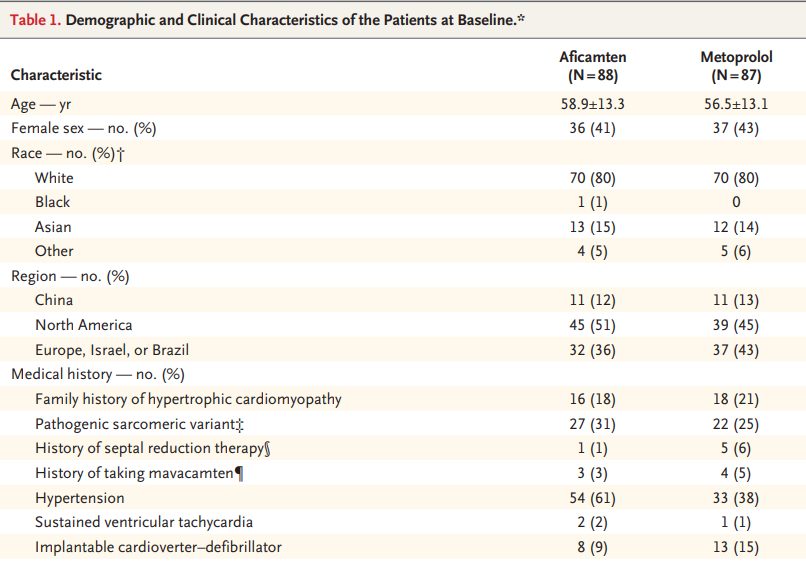 Table 1. Demographic and Clinical Characteristics of the Patients at Baseline.*
Characteristic Aficamten (N=88) Metoprolol (N=87)
Age — yr 58.9±13.3 56.5±13.1
Female sex — no. (%) 36 (41) 37 (43)
Race — no. (%)†
White 70 (80) 70 (80)
Black 1 (1) 0
Asian 13 (15) 12 (14)
Other 4 (5) 5 (6)
Region — no. (%)
China 11 (12) 11 (13)
North America 45 (51) 39 (45)
Europe, Israel, or Brazil 32 (36) 37 (43)
Medical history — no. (%)
Family history of hypertrophic cardiomyopathy 16 (18) 18 (21)
Pathogenic sarcomeric variant‡ 27 (31) 22 (25)
History of septal reduction therapy§ 1 (1) 5 (6)
History of taking mavacamten¶ 3 (3) 4 (5)
Hypertension 54 (61) 33 (38)
Sustained ventricular tachycardia 2 (2) 1 (1)
Implantable cardioverter–defibrillator 8 (9) 13 (15)